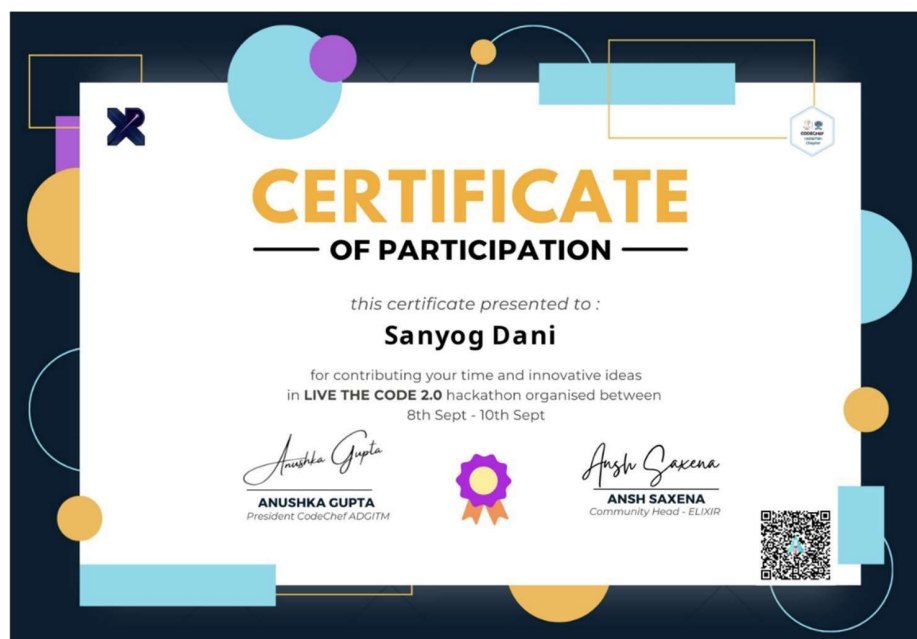 CODECHEF
Chapter
CERTIFICATE
OF PARTICIPATION
this certificate presented to :
Sanyog Dani
for contributing your time and innovative ideas
in LIVE THE CODE 2.0 hackathon organised between
8th Sept - 10th Sept
Anushka Gupta
Ansh Saxena
ANUSHKA GUPTA
President CodeChef ADGITM
ANSH SAXENA
Community Head - ELIXIR